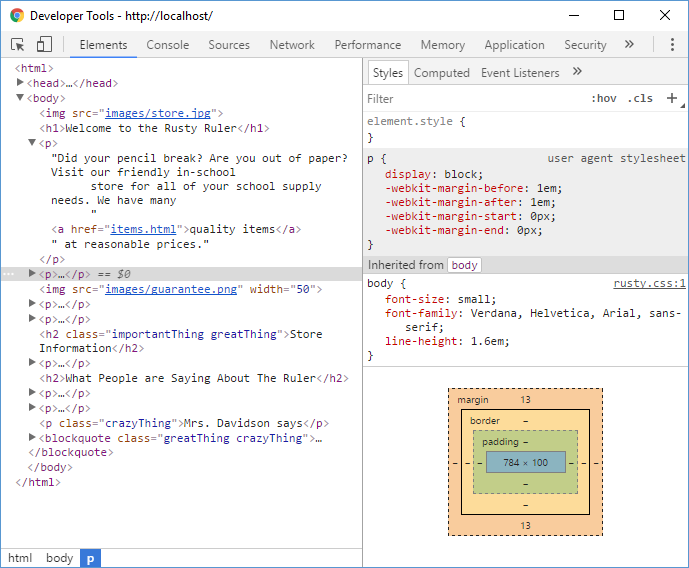 Developer Tools - http://localhost/
Elements Console Sources Network Performance Memory Application Security »
<html>
<head>…</head>
<body>
<img src="images/store.jpg">
<h1>Welcome to the Rusty Ruler</h1>
<p>
"Did your pencil break? Are you out of paper?
Visit our friendly in-school
store for all of your school supply
needs. We have many
"
<a href="items.html">quality items</a>
" at reasonable prices."
</p>
<p>…</p> == $0
<img src="images/guarantee.png" width="50">
<p>…</p>
<p>…</p>
<h2 class="importantThing greatThing">Store
Information</h2>
<p>…</p>
<h2>What People are Saying About The Ruler</h2>
<p>…</p>
<p>…</p>
<p class="crazyThing">Mrs. Davidson says</p>
<blockquote class="greatThing crazyThing">…
</blockquote>
</body>
</html>
html body p
Styles Computed Event Listeners »
Filter :hov .cls +
element.style {
}
p { user agent stylesheet
display: block;
-webkit-margin-before: 1em;
-webkit-margin-after: 1em;
-webkit-margin-start: 0px;
-webkit-margin-end: 0px;
}
Inherited from body
body { rusty.css:1
font-size: small;
font-family: Verdana, Helvetica, Arial, sans-
serif;
line-height: 1.6em;
}
margin 13
border –
padding –
– – – 784 × 100 – – –
–
–
13